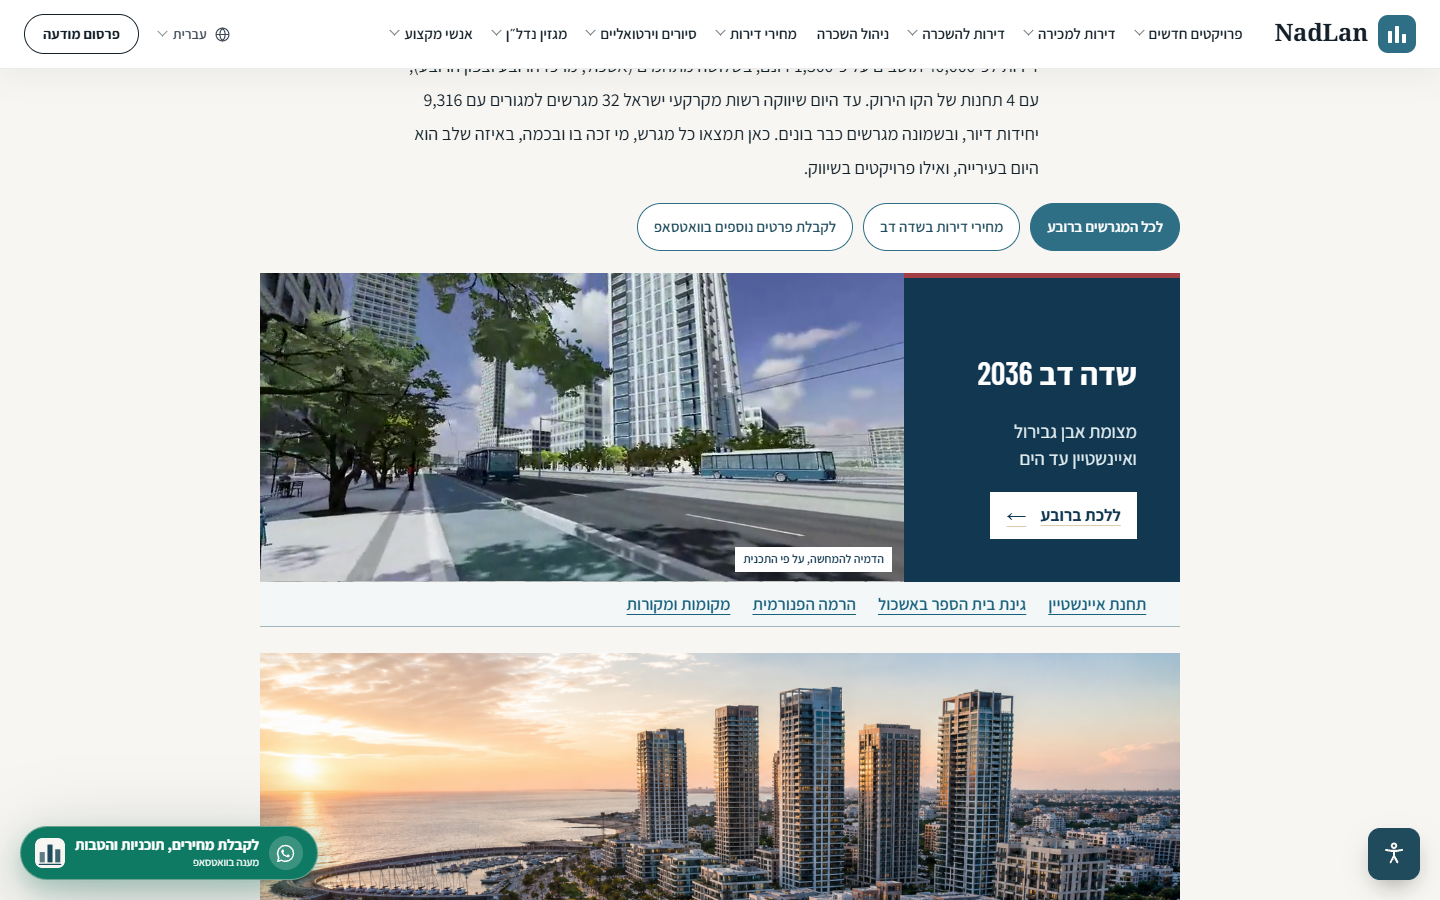 NadLan
פרויקטים חדשים
דירות למכירה
דירות להשכרה
ניהול השכרה
מחירי דירות
סיורים וירטואליים
מגזין נדל״ן
אנשי מקצוע
עברית
פרסום מודעה
עם 4 תחנות של הקו הירוק. עד היום שיווקה רשות מקרקעי ישראל 32 מגרשים למגורים עם 9,316
יחידות דיור, ובשמונה מגרשים כבר בונים. כאן תמצאו כל מגרש, מי זכה בו ובכמה, באיזה שלב הוא
היום בעירייה, ואילו פרויקטים בשיווק.
לכל המגרשים ברובע
מחירי דירות בשדה דב
לקבלת פרטים נוספים בוואטסאפ
שדה דב 2036
מצומת אבן גבירול
ואיינשטיין עד הים
ללכת ברובע ←
הדמיה להמחשה, על פי התכנית
תחנת איינשטיין
גינת בית הספר באשכול
הרמה הפנורמית
מקומות ומקורות
לקבלת מחירים, תוכניות והטבות
מענה בוואטסאפ